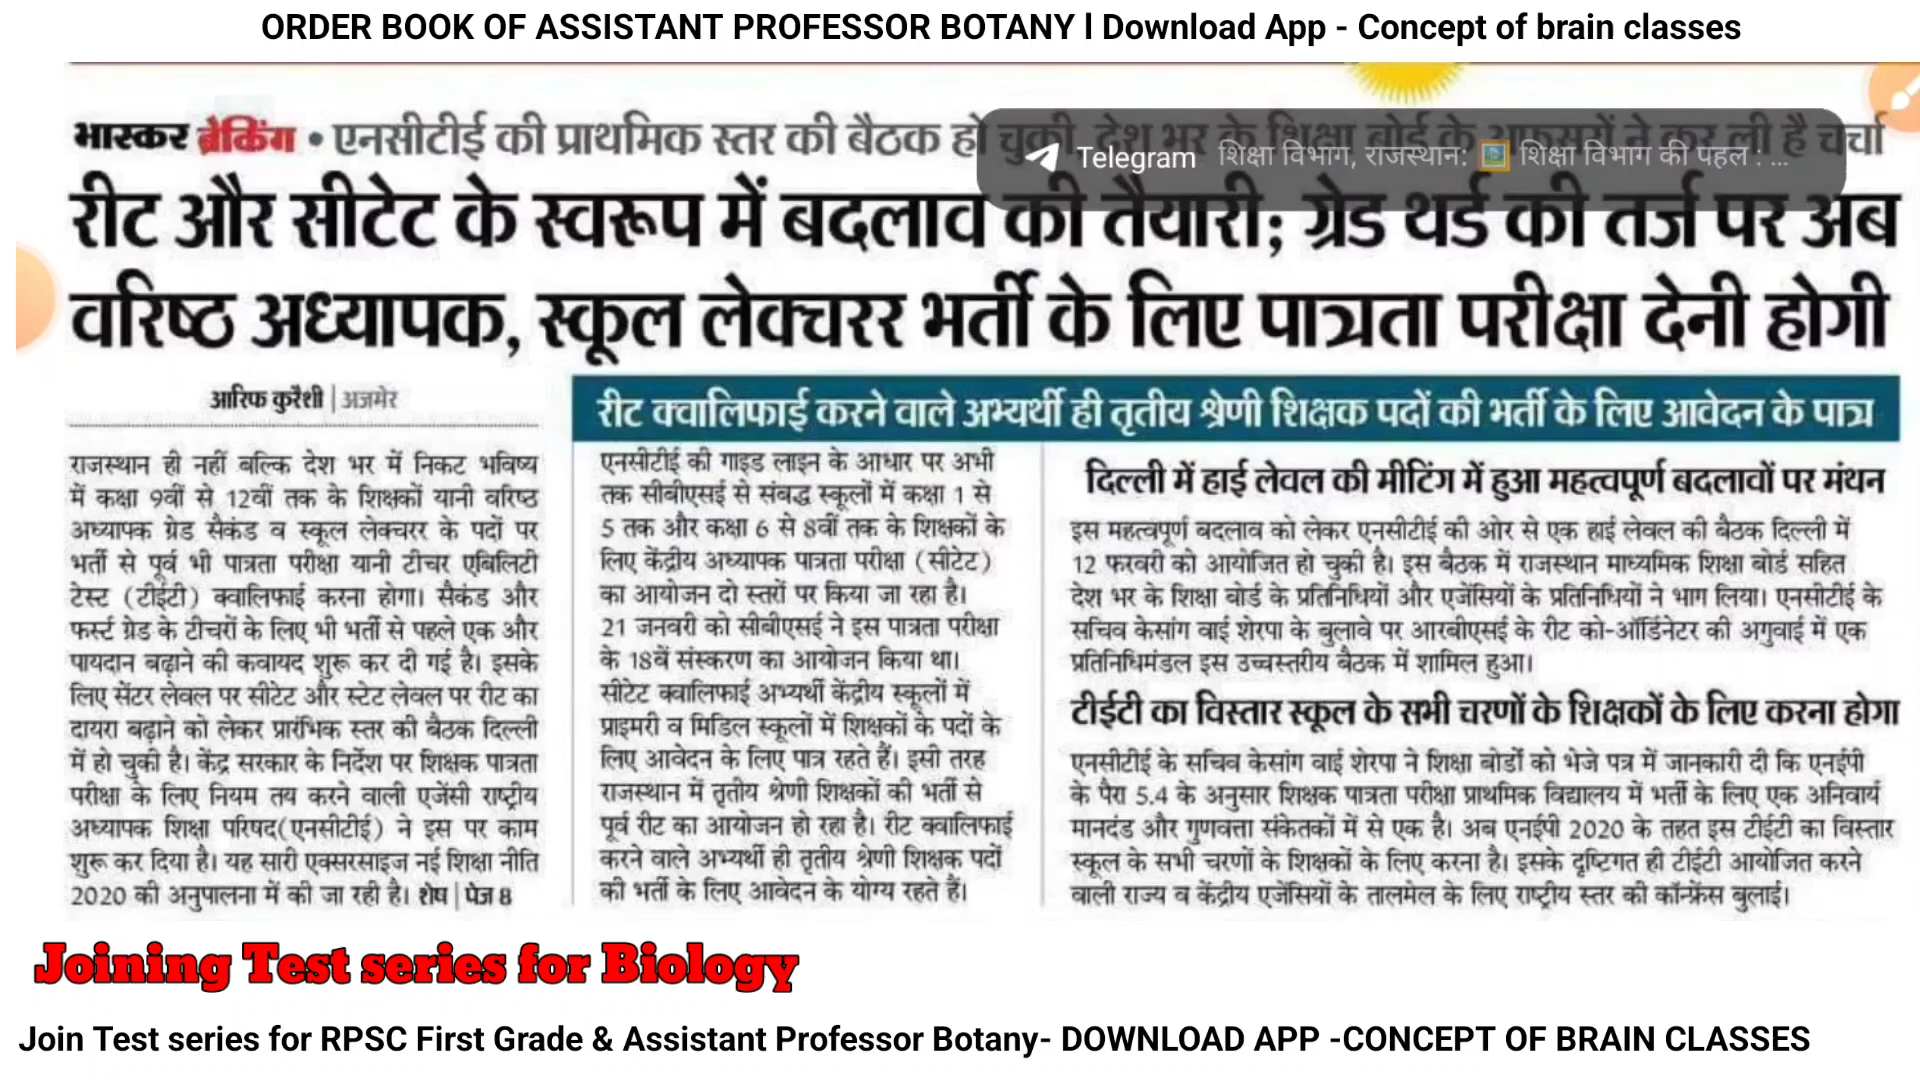 ORDER BOOK OF ASSISTANT PROFESSOR BOTANY l Download App - Concept of brain classes
भास्कर ब्रेकिंग • एनसीटीई की प्राथमिक स्तर की बैठक हो चुकी, देश भर के शिक्षा बोर्ड के अफसरों ने कर ली है चर्चा
Telegram शिक्षा विभाग, राजस्थान: 🖼️ शिक्षा विभाग की पहल : ...
रीट और सीटेट के स्वरूप में बदलाव की तैयारी; ग्रेड थर्ड की तर्ज पर अब
वरिष्ठ अध्यापक, स्कूल लेक्चरर भर्ती के लिए पात्रता परीक्षा देनी होगी
आरिफ कुरैशी | अजमेर
राजस्थान ही नहीं बल्कि देश भर में निकट भविष्य
में कक्षा 9वीं से 12वीं तक के शिक्षकों यानी वरिष्ठ
अध्यापक ग्रेड सैकंड व स्कूल लेक्चरर के पदों पर
भर्ती से पूर्व भी पात्रता परीक्षा यानी टीचर एबिलिटी
टेस्ट (टीईटी) क्वालिफाई करना होगा। सैकंड और
फर्स्ट ग्रेड के टीचरों के लिए भी भर्ती से पहले एक और
पायदान बढ़ाने की कवायद शुरू कर दी गई है। इसके
लिए सेंटर लेवल पर सीटेट और स्टेट लेवल पर रीट का
दायरा बढ़ाने को लेकर प्रारंभिक स्तर की बैठक दिल्ली
में हो चुकी है। केंद्र सरकार के निर्देश पर शिक्षक पात्रता
परीक्षा के लिए नियम तय करने वाली एजेंसी राष्ट्रीय
अध्यापक शिक्षा परिषद(एनसीटीई) ने इस पर काम
शुरू कर दिया है। यह सारी एक्सरसाइज नई शिक्षा नीति
2020 की अनुपालना में की जा रही है। शेष | पेज 8
रीट क्वालिफाई करने वाले अभ्यर्थी ही तृतीय श्रेणी शिक्षक पदों की भर्ती के लिए आवेदन के पात्र
एनसीटीई की गाइड लाइन के आधार पर अभी
तक सीबीएसई से संबद्ध स्कूलों में कक्षा 1 से
5 तक और कक्षा 6 से 8वीं तक के शिक्षकों के
लिए केंद्रीय अध्यापक पात्रता परीक्षा (सीटेट)
का आयोजन दो स्तरों पर किया जा रहा है।
21 जनवरी को सीबीएसई ने इस पात्रता परीक्षा
के 18वें संस्करण का आयोजन किया था।
सीटेट क्वालिफाई अभ्यर्थी केंद्रीय स्कूलों में
प्राइमरी व मिडिल स्कूलों में शिक्षकों के पदों के
लिए आवेदन के लिए पात्र रहते हैं। इसी तरह
राजस्थान में तृतीय श्रेणी शिक्षकों की भर्ती से
पूर्व रीट का आयोजन हो रहा है। रीट क्वालिफाई
करने वाले अभ्यर्थी ही तृतीय श्रेणी शिक्षक पदों
की भर्ती के लिए आवेदन के योग्य रहते हैं।
दिल्ली में हाई लेवल की मीटिंग में हुआ महत्वपूर्ण बदलावों पर मंथन
इस महत्वपूर्ण बदलाव को लेकर एनसीटीई की ओर से एक हाई लेवल की बैठक दिल्ली में
12 फरवरी को आयोजित हो चुकी है। इस बैठक में राजस्थान माध्यमिक शिक्षा बोर्ड सहित
देश भर के शिक्षा बोर्ड के प्रतिनिधियों और एजेंसियों के प्रतिनिधियों ने भाग लिया। एनसीटीई के
सचिव केसांग वाई शेरपा के बुलावे पर आरबीएसई के रीट को-ऑर्डिनेटर की अगुवाई में एक
प्रतिनिधिमंडल इस उच्चस्तरीय बैठक में शामिल हुआ।
टीईटी का विस्तार स्कूल के सभी चरणों के शिक्षकों के लिए करना होगा
एनसीटीई के सचिव केसांग वाई शेरपा ने शिक्षा बोर्डों को भेजे पत्र में जानकारी दी कि एनईपी
के पैरा 5.4 के अनुसार शिक्षक पात्रता परीक्षा प्राथमिक विद्यालय में भर्ती के लिए एक अनिवार्य
मानदंड और गुणवत्ता संकेतकों में से एक है। अब एनईपी 2020 के तहत इस टीईटी का विस्तार
स्कूल के सभी चरणों के शिक्षकों के लिए करना है। इसके दृष्टिगत ही टीईटी आयोजित करने
वाली राज्य व केंद्रीय एजेंसियों के तालमेल के लिए राष्ट्रीय स्तर की कॉन्फ्रेंस बुलाई।
Joining Test series for Biology
Join Test series for RPSC First Grade & Assistant Professor Botany- DOWNLOAD APP -CONCEPT OF BRAIN CLASSES